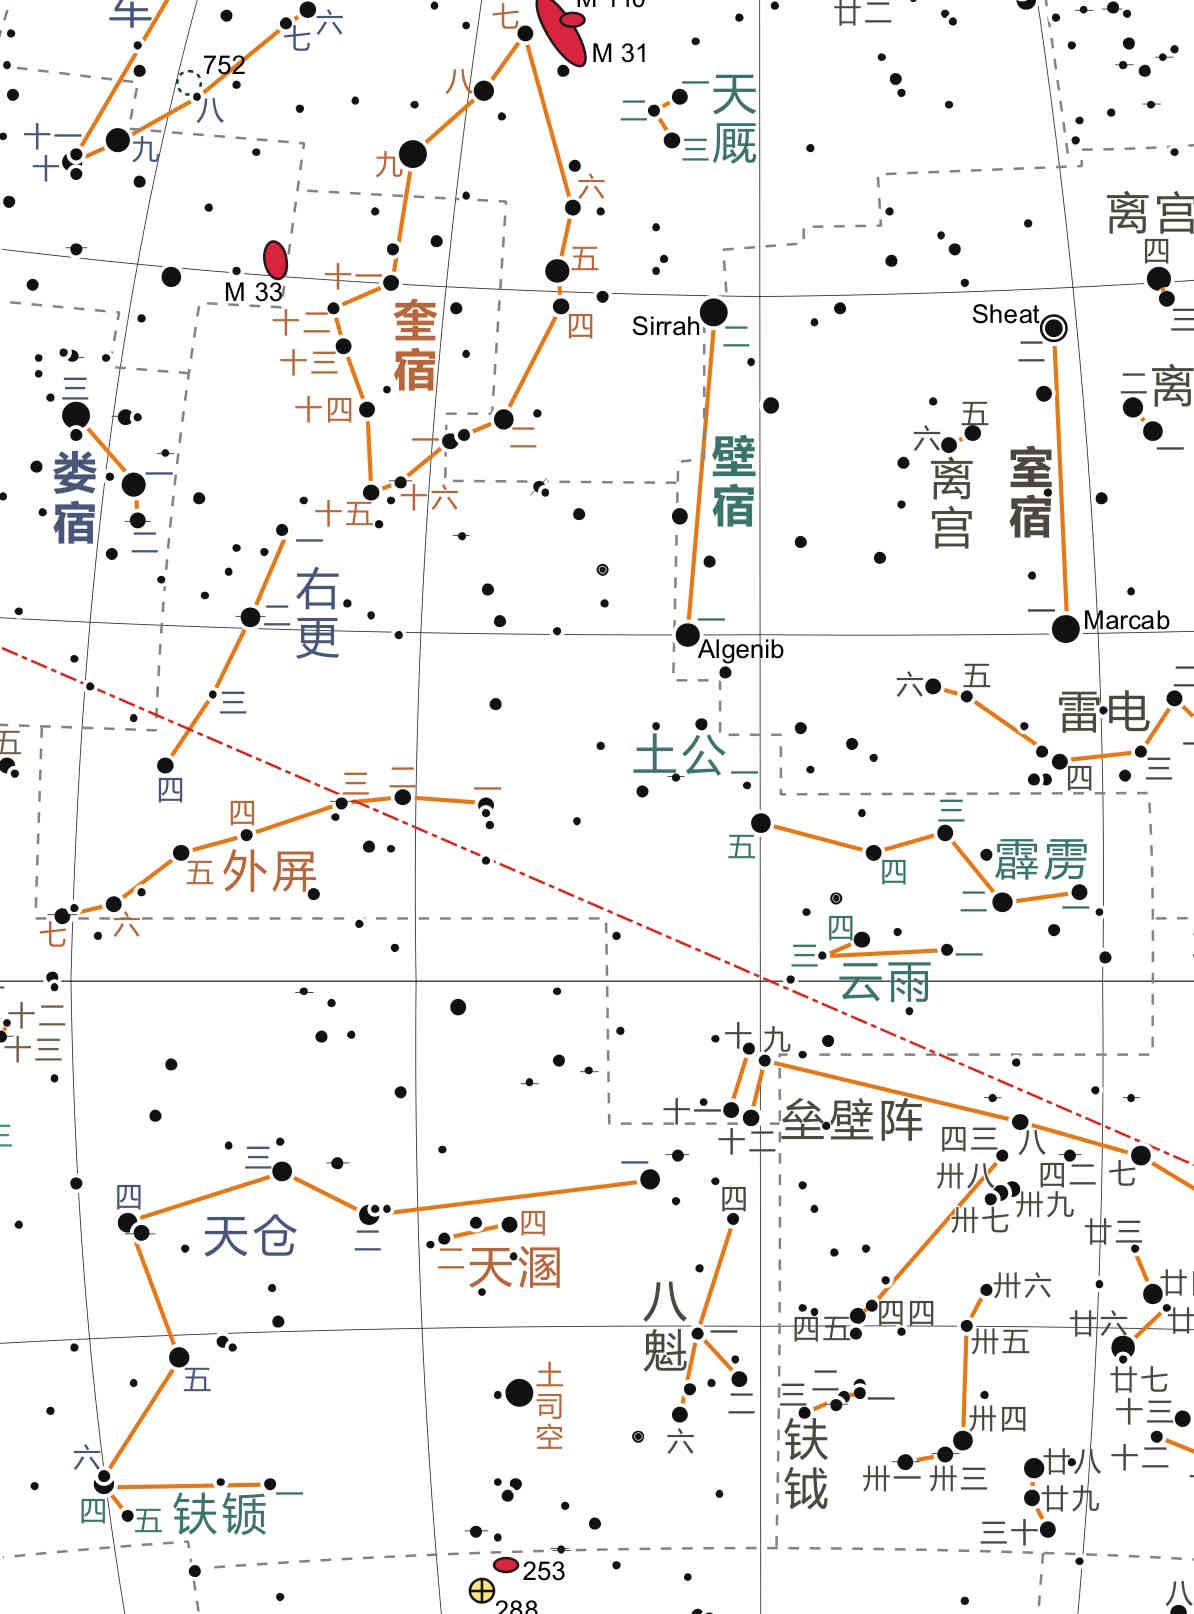 车
六
七
752
八
十一
十
九
七
M 110
M 31
八
九
六
五
四
一
天
二
厩
三
廿二
离宫
四
三
M 33
十一
十二
奎
宿
十三
十四
一
二
十五
十六
Sirrah
二
Sheat
二
二
离
一
三
娄
宿
一
二
壁
宿
五
六
离
宫
室
宿
一
右
二
更
三
四
一
Algenib
一
Marcab
六
五
雷电
二
四
三
五
土公
一
三
二
一
四
五
外屏
六
七
五
四
三
霹雳
二
一
四
三
云雨
一
十二
十三
十
九
十一
十二
垒壁阵
四三
八
四二
七
卅八
卅七
卅九
廿三
三
三
四
天仓
二
一
四
二
天溷
四
八
魁
一
二
六
四五
四四
卅六
卅五
廿六
廿七
五
土
司
空
三
二
一
铁
钺
卅四
卅一
卅三
十三
十二
廿八
廿九
三十
六
四
五
铁锧
一
253
288
八